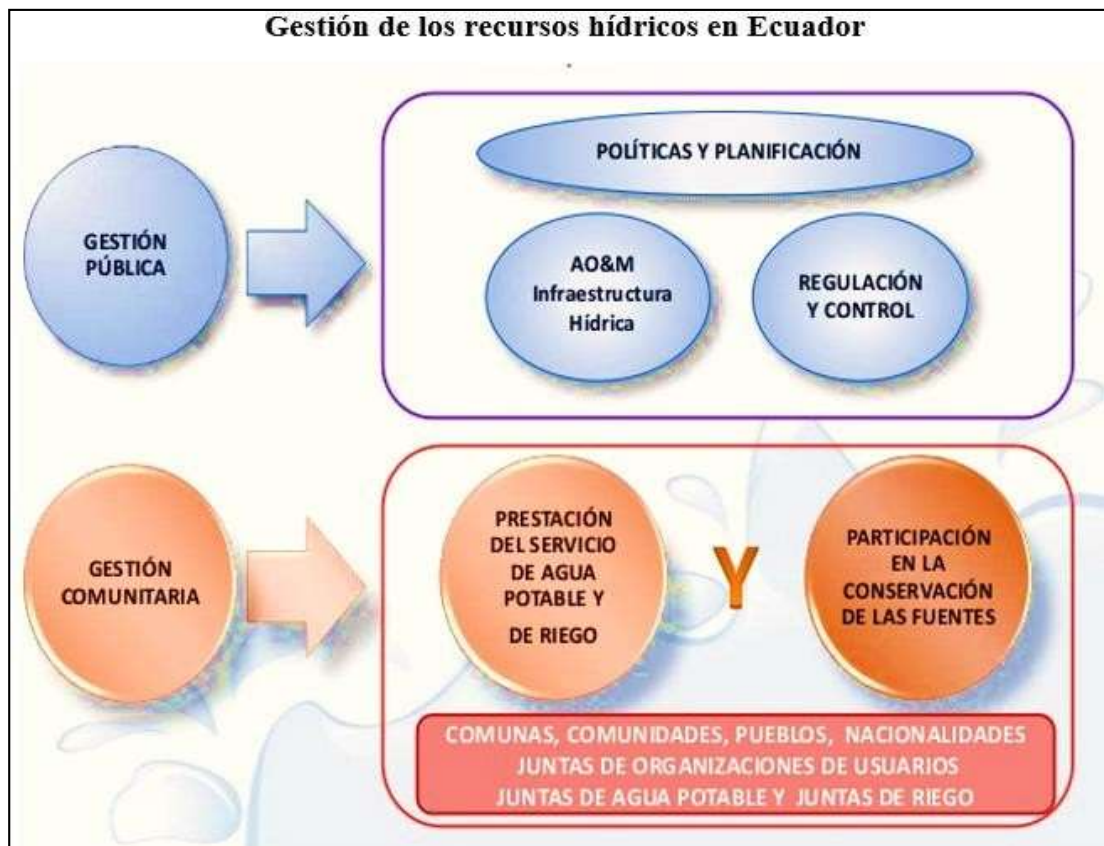 Gestión de los recursos hídricos en Ecuador
POLÍTICAS Y PLANIFICACIÓN
GESTIÓN
PÚBLICA
AO&M
Infraestructura
Hídrica
REGULACIÓN
Y CONTROL
GESTIÓN
COMUNITARIA
PRESTACIÓN
DEL SERVICIO
DE AGUA
POTABLE Y
DE RIEGO
Y
PARTICIPACIÓN
EN LA
CONSERVACIÓN
DE LAS FUENTES
COMUNAS, COMUNIDADES, PUEBLOS, NACIONALIDADES
JUNTAS DE ORGANIZACIONES DE USUARIOS
JUNTAS DE AGUA POTABLE Y JUNTAS DE RIEGO